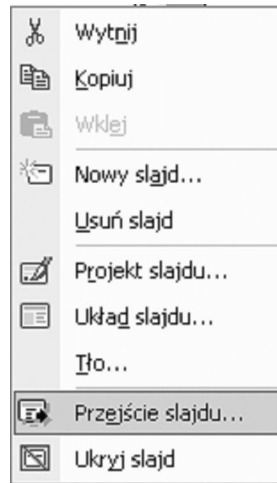 Wytnij
Kopiuj
Wklej
Nowy slajd...
Usuń slajd
Projekt slajdu...
Układ slajdu...
Tło...
Przejście slajdu...
Ukryj slajd